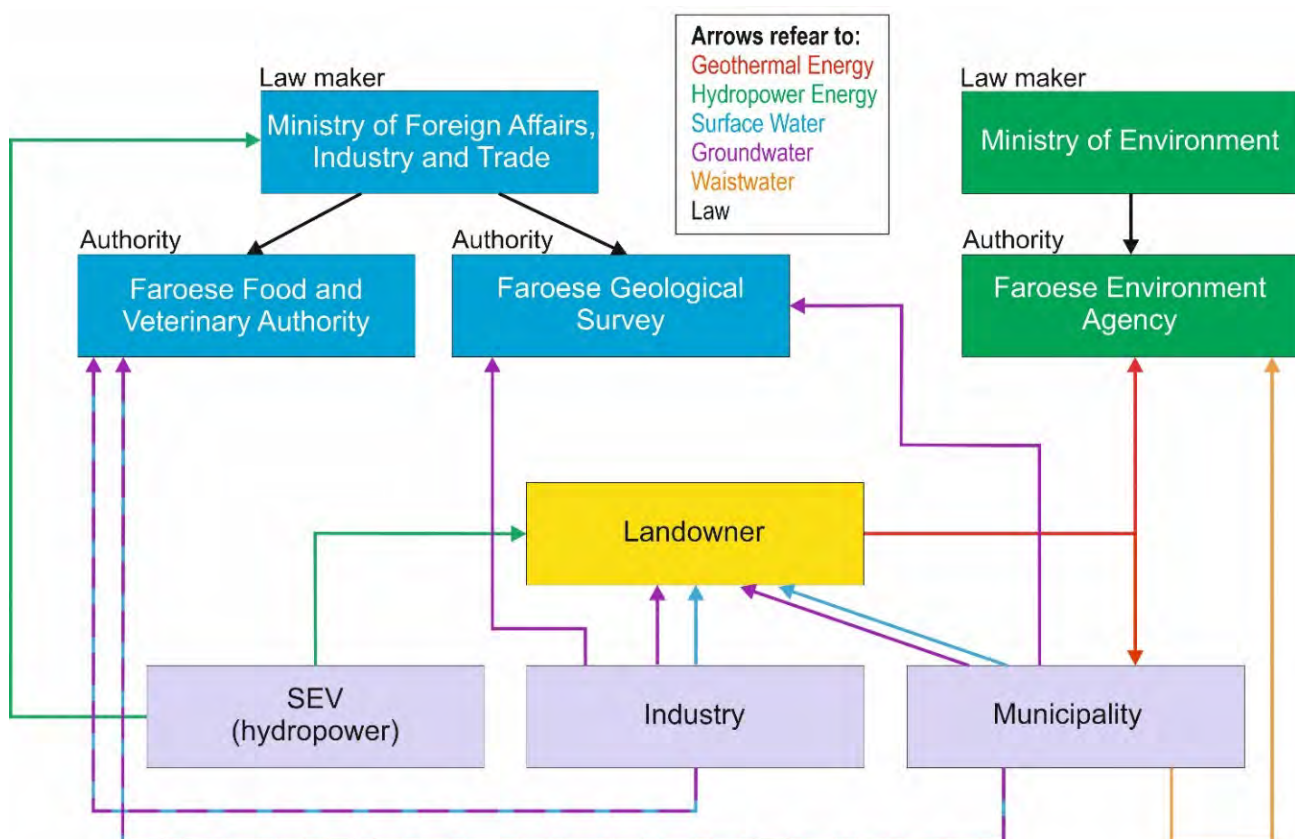 Arrows refear to:
Geothermal Energy
Hydropower Energy
Surface Water
Groundwater
Waistwater
Law
Law maker
Ministry of Foreign Affairs,
Industry and Trade
Law maker
Ministry of Environment
Authority
Faroese Food and
Veterinary Authority
Authority
Faroese Geological
Survey
Authority
Faroese Environment
Agency
Landowner
SEV
(hydropower)
Industry
Municipality